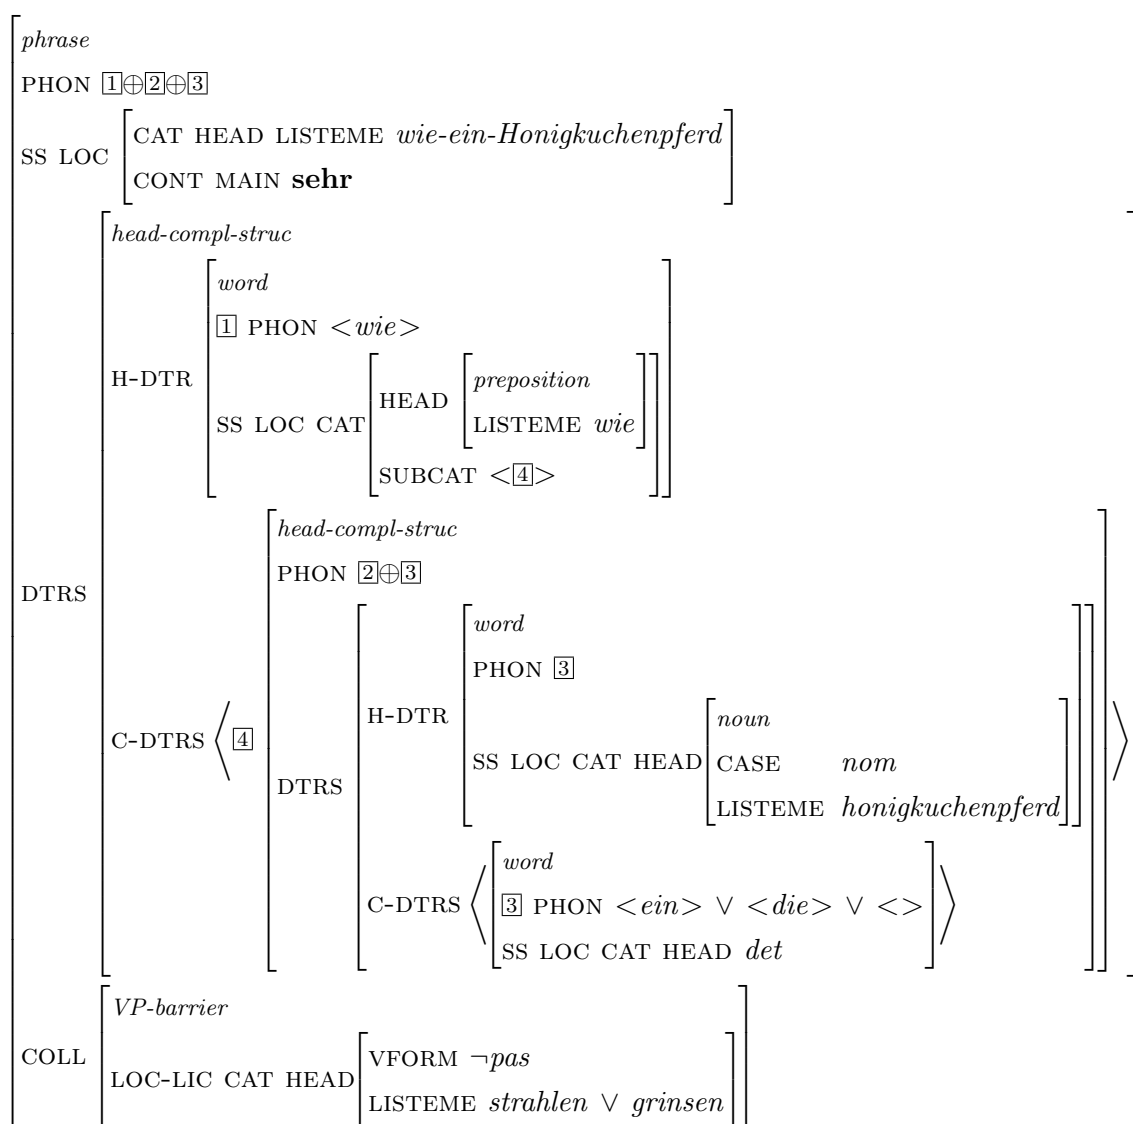 phrase
PHON 1⊕2⊕3
SS LOC
CAT HEAD LISTEME wie-ein-Honigkuchenpferd
CONT MAIN sehr
DTRS
head-compl-struc
H-DTR
word
1 PHON <wie>
SS LOC CAT
HEAD
preposition
LISTEME wie
SUBCAT <4>
C-DTRS ⟨ 4
head-compl-struc
PHON 2⊕3
DTRS
H-DTR
word
PHON 3
SS LOC CAT HEAD
noun
CASE nom
LISTEME honigkuchenpferd
C-DTRS ⟨
word
3 PHON <ein> ∨ <die> ∨ <>
SS LOC CAT HEAD det
⟩
⟩
COLL
VP-barrier
LOC-LIC CAT HEAD
VFORM ¬pas
LISTEME strahlen ∨ grinsen